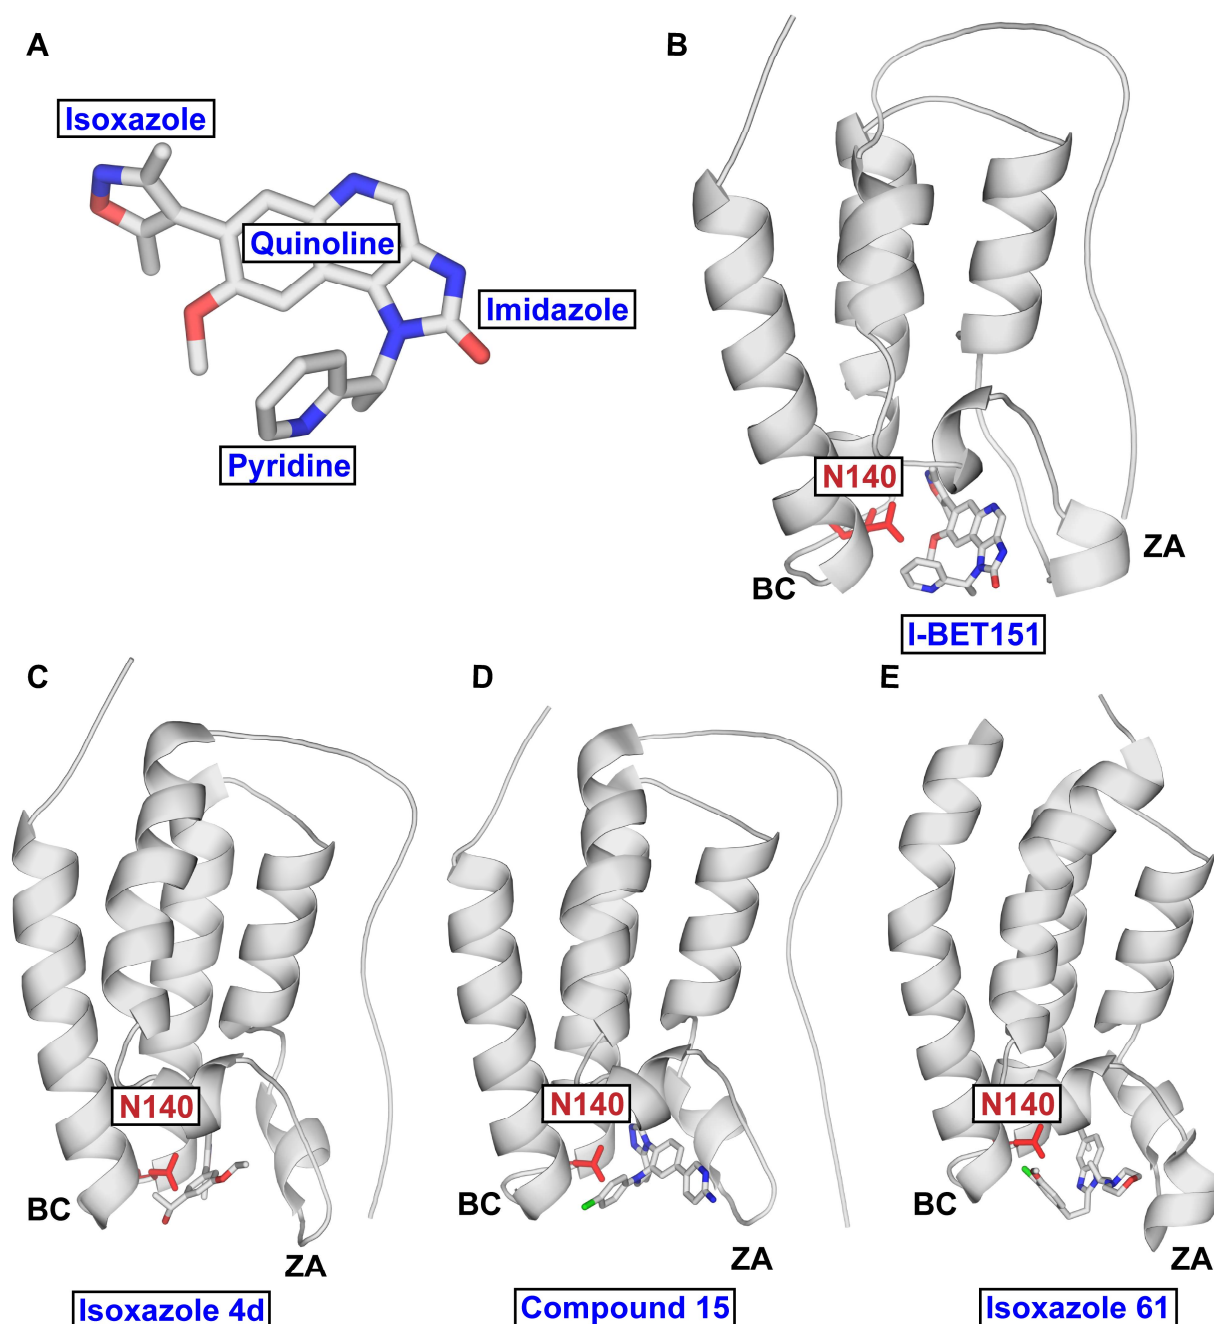 A
B
Isoxazole
Quinoline
Imidazole
Pyridine
N140
BC
ZA
I-BET151
C
D
E
N140
N140
N140
BC
BC
BC
ZA
ZA
ZA
Isoxazole 4d
Compound 15
Isoxazole 61